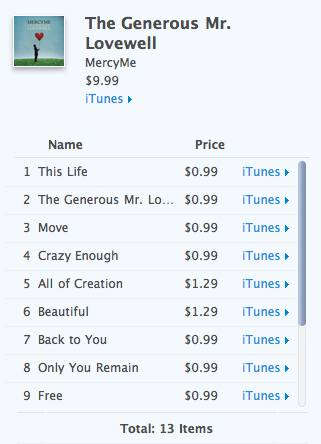 The Generous Mr.
Lovewell
MercyMe
$9.99
iTunes
Name Price
1 This Life $0.99 iTunes
2 The Generous Mr. Lo... $0.99 iTunes
3 Move $0.99 iTunes
4 Crazy Enough $0.99 iTunes
5 All of Creation $1.29 iTunes
6 Beautiful $1.29 iTunes
7 Back to You $0.99 iTunes
8 Only You Remain $0.99 iTunes
9 Free $0.99 iTunes
Total: 13 Items